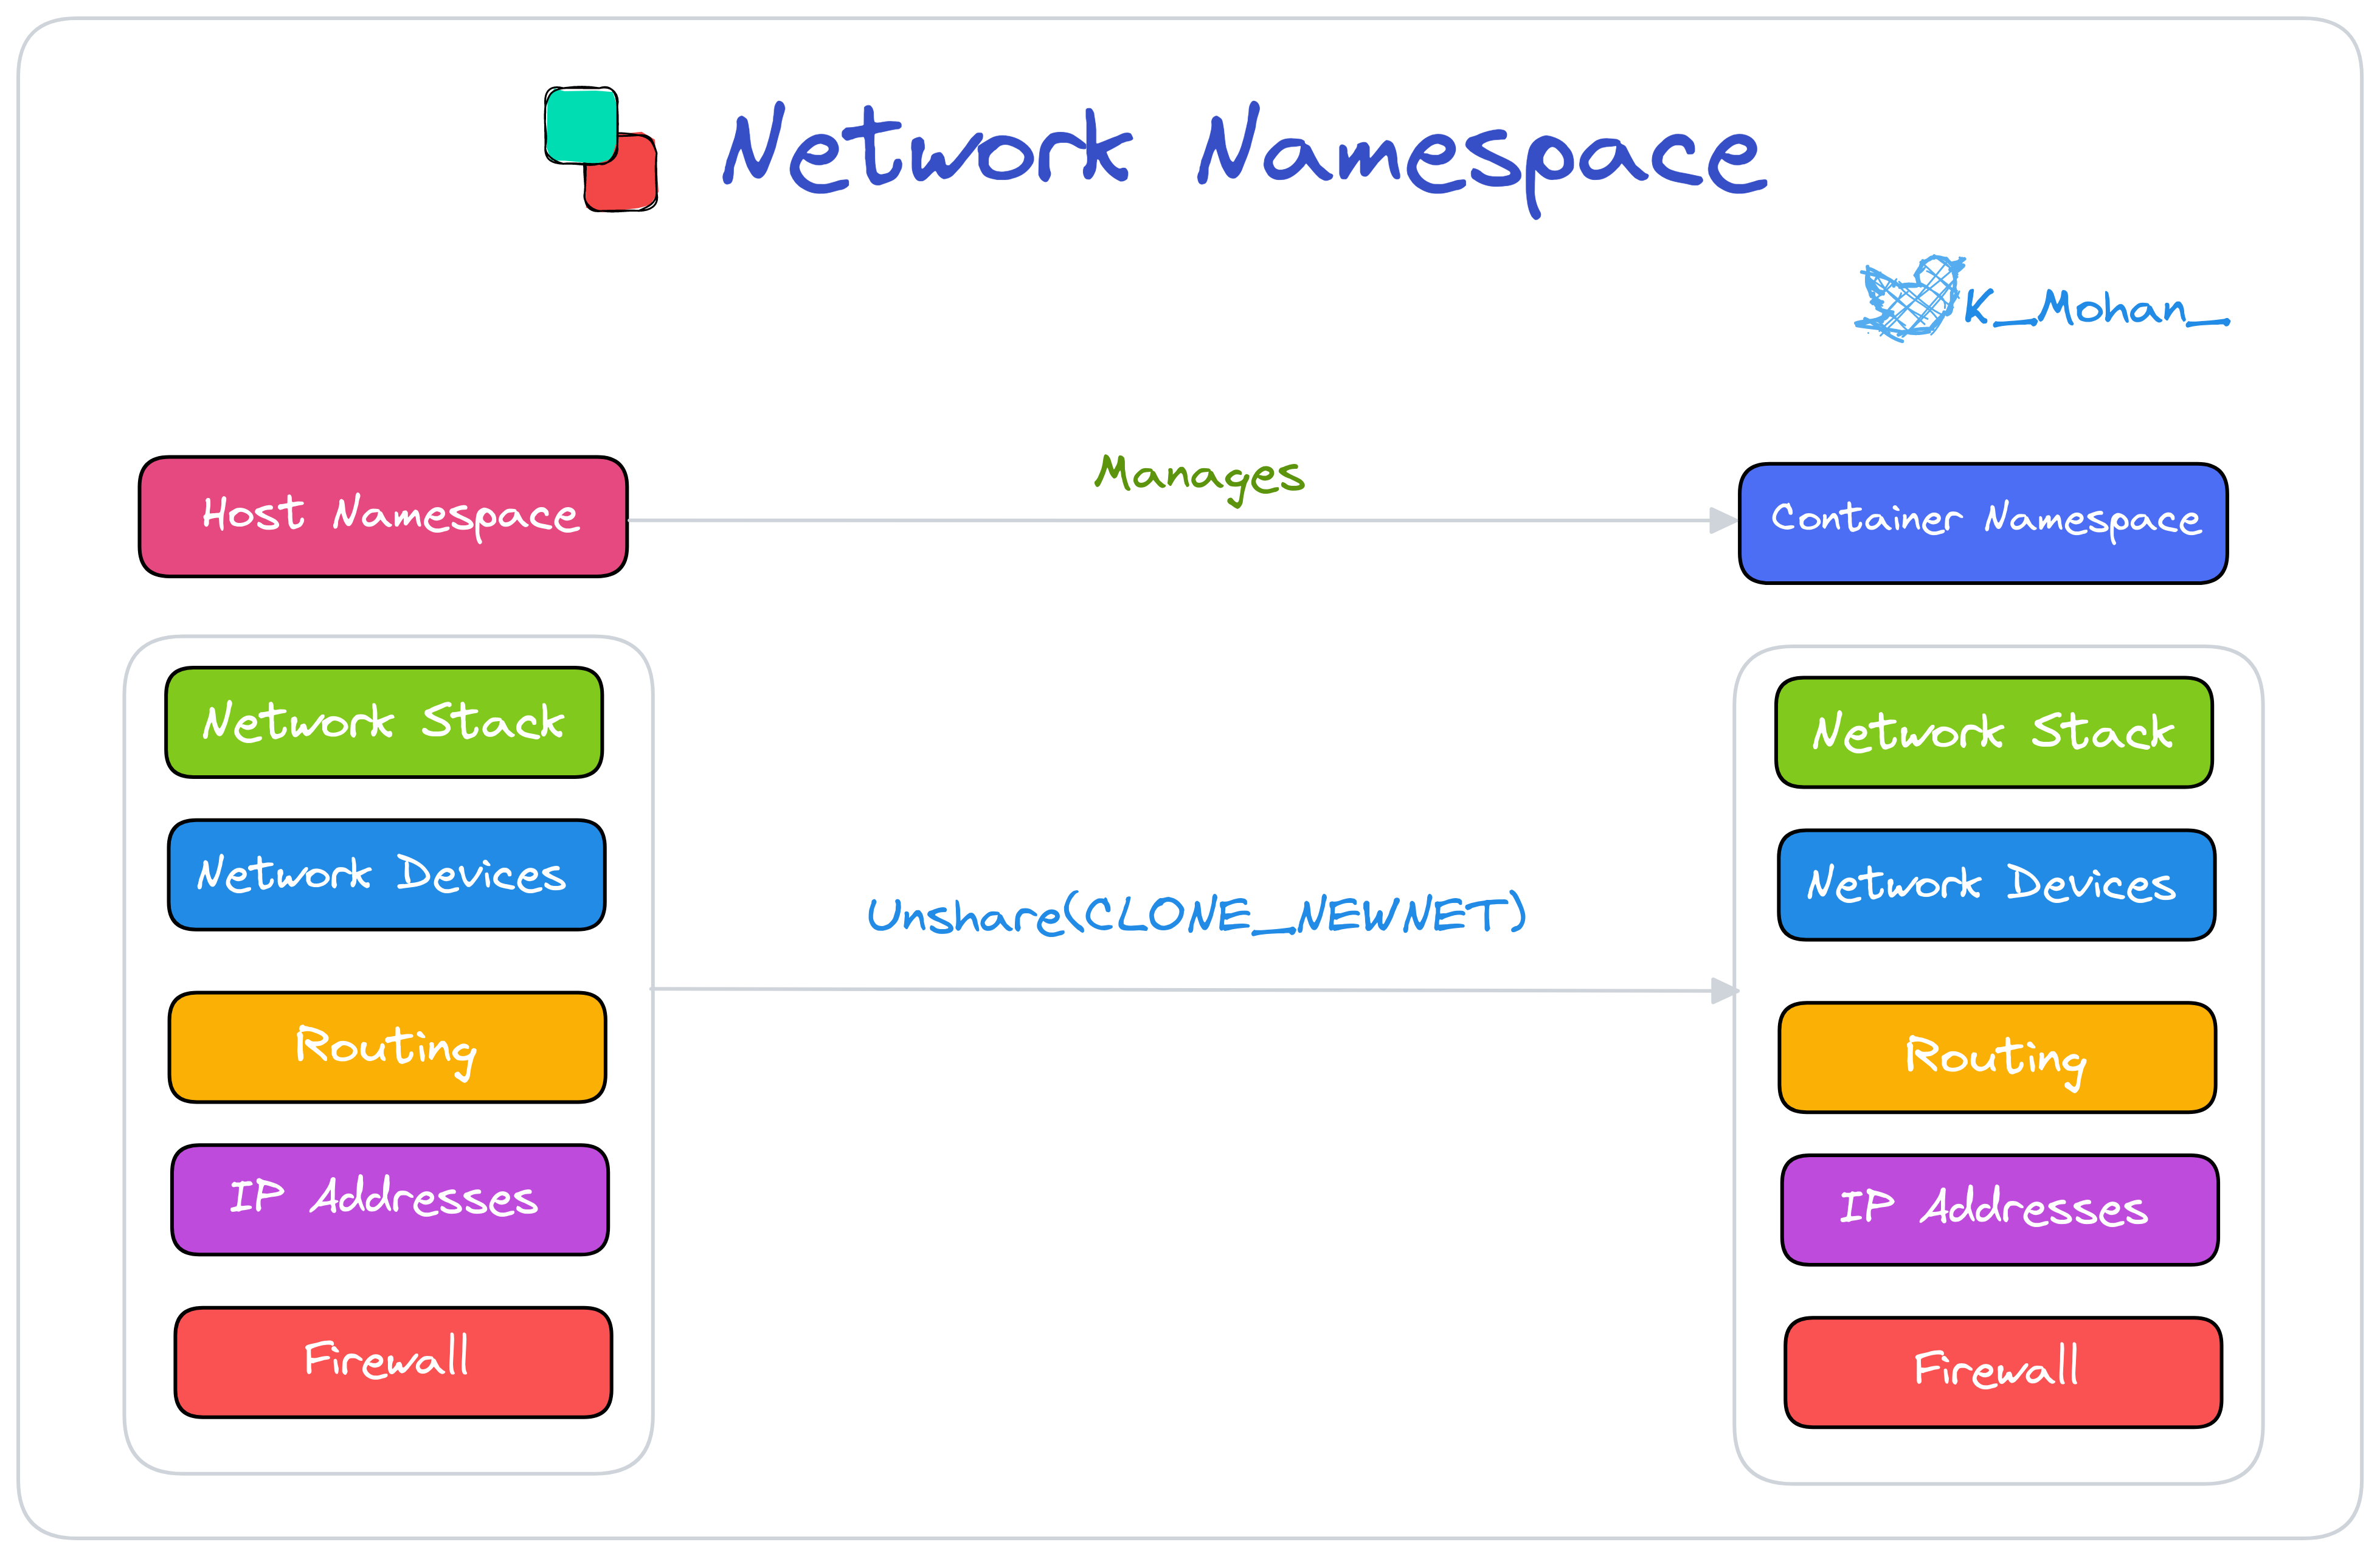 Network Namespace
K_Mohan_
Host Namespace
Manages
Container Namespace
Network Stack
Network Devices
Routing
IP Addresses
Firewall
Unshare(CLONE_NEWNET)
Network Stack
Network Devices
Routing
IP Addresses
Firewall